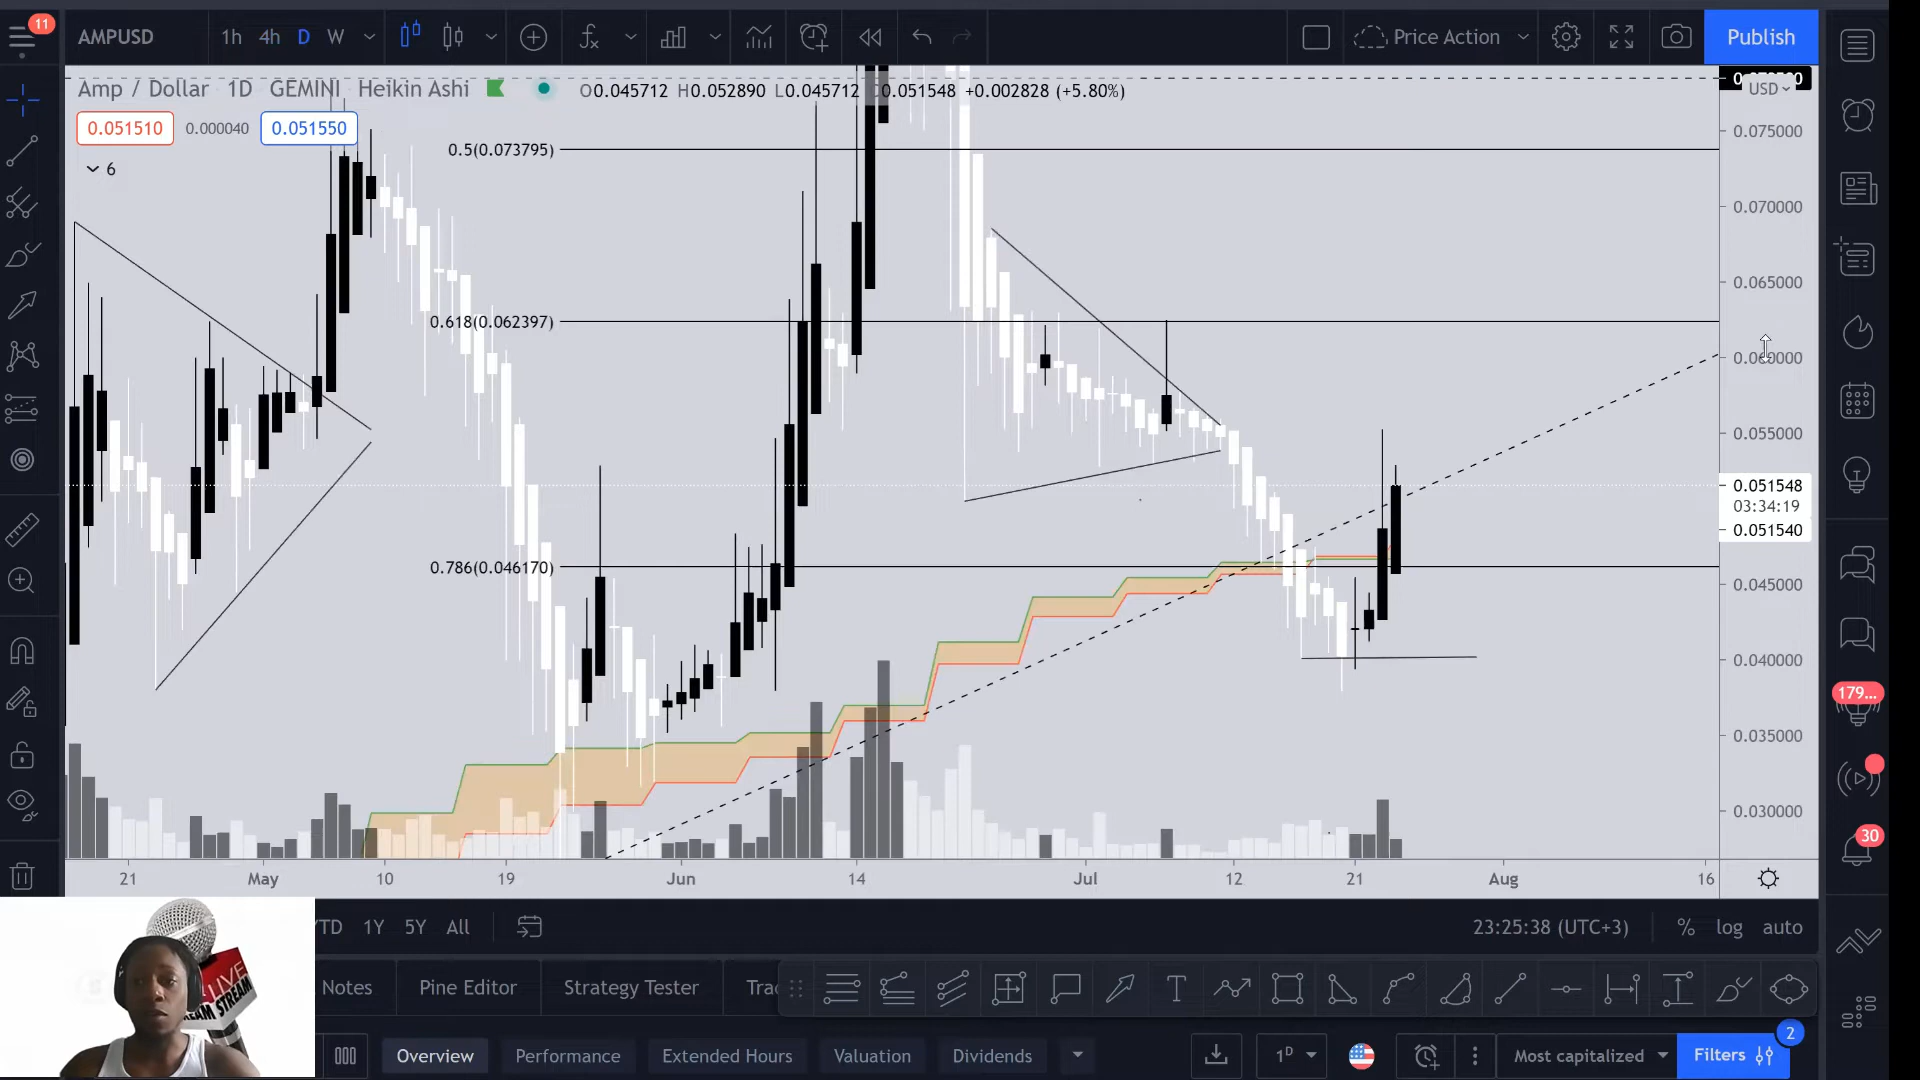 11
AMPUSD 1h 4h D W Price Action Publish
Amp / Dollar 1D GEMINI Heikin Ashi O0.045712 H0.052890 L0.045712 0.051548 +0.002828 (+5.80%)
USD
0.051510 0.000040 0.051550
6
0.5(0.073795)
0.618(0.062397)
0.786(0.046170)
0.075000
0.070000
0.065000
0.060000
0.055000
0.051548
03:34:19
0.051540
0.045000
0.040000
0.035000
0.030000
179...
30
21 May 10 19 Jun 14 Jul 12 21 Aug 16
YTD 1Y 5Y All 23:25:38 (UTC+3) % log auto
LIVE
STREAM
Notes Pine Editor Strategy Tester Trac
T
2
Overview Performance Extended Hours Valuation Dividends 1D Most capitalized Filters